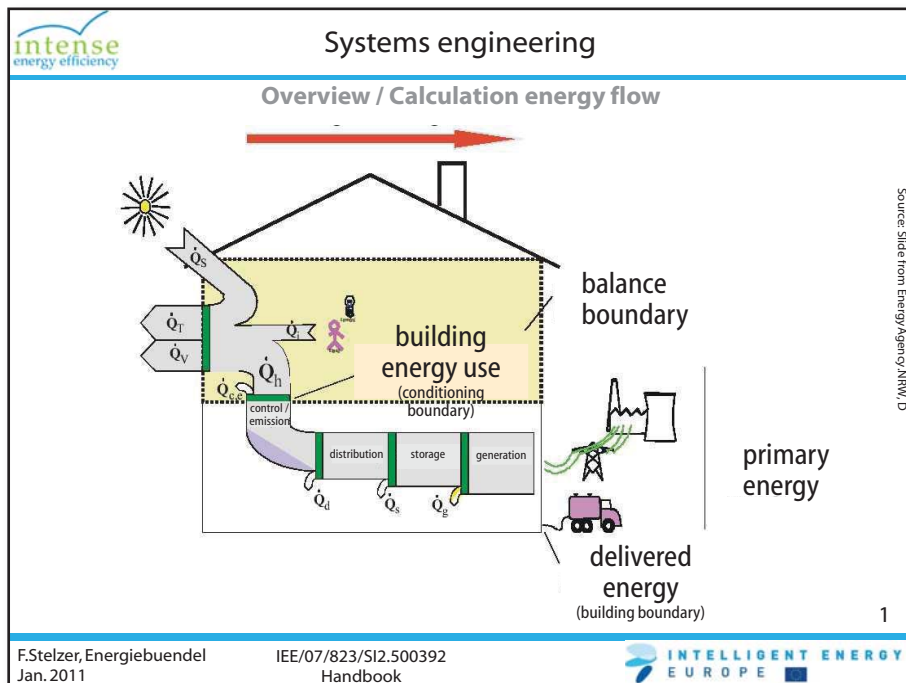 intense
energy efficiency
Systems engineering
Overview / Calculation energy flow
Q̇S
Q̇T
Q̇V
Q̇i
Q̇h
Q̇c,e
building
energy use
(conditioning
boundary)
balance
boundary
control /
emission
distribution
storage
generation
Q̇d
Q̇s
Q̇g
primary
energy
delivered
energy
(building boundary)
Source: Slide from Energy Agency NRW, D
1
F.Stelzer, Energiebuendel
Jan. 2011
IEE/07/823/SI2.500392
Handbook
INTELLIGENT ENERGY
EUROPE